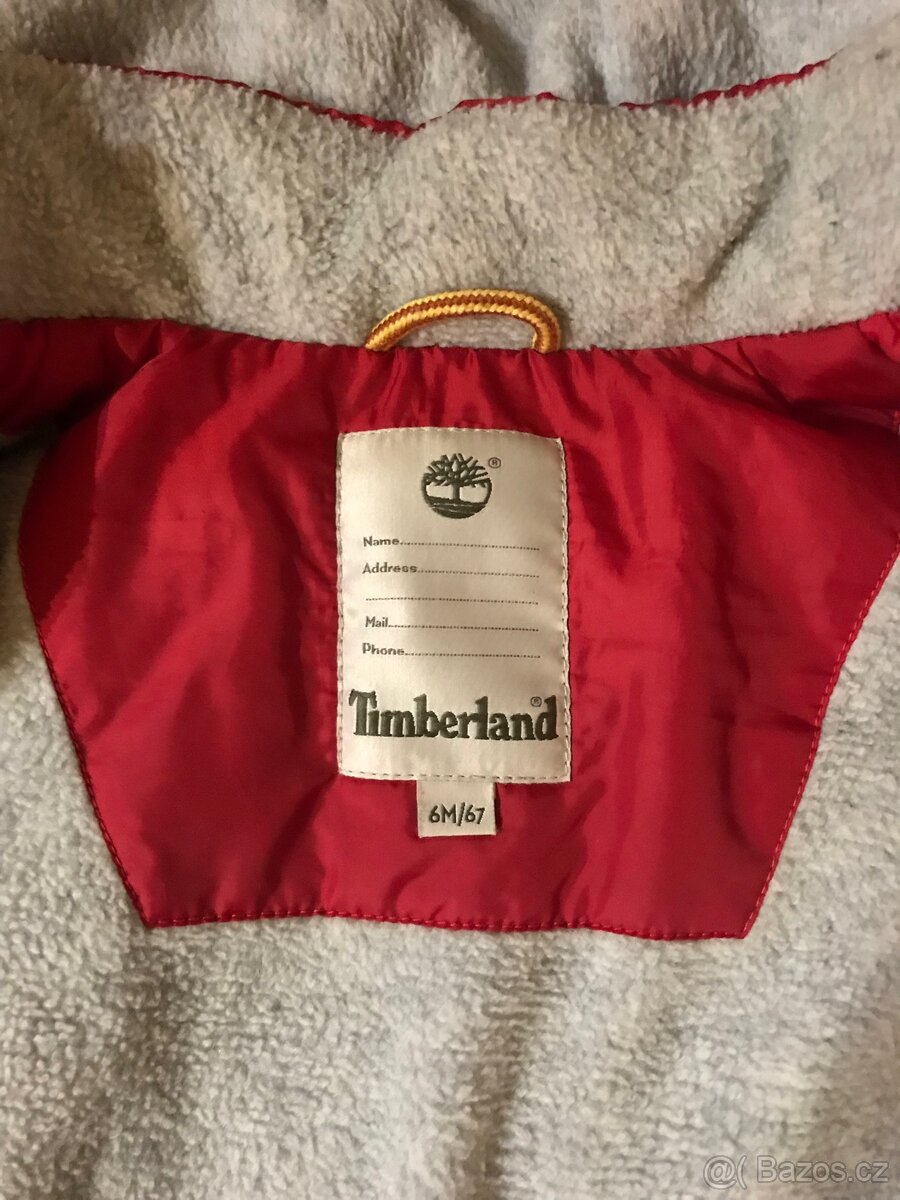 ®
Name
Address
Mail
Phone
Timberland®
6M/67
@( Bazos.cz